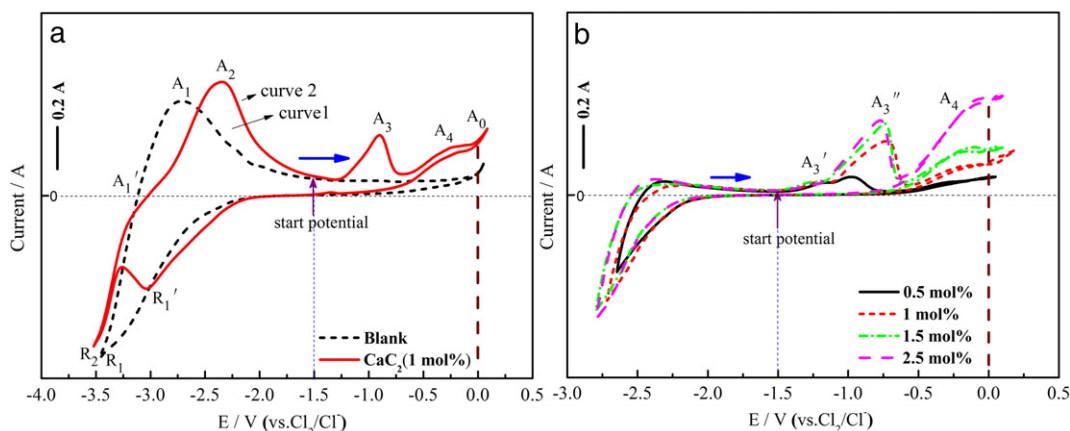 a
A₁
A₂
curve 2
curve1
A₁′
A₃
A₄
A₀
0.2 A
Current / A
0
start potential
R₁′
R₂
R₁
Blank
CaC₂(1 mol%)
-4.0 -3.5 -3.0 -2.5 -2.0 -1.5 -1.0 -0.5 0.0
E / V (vs.Cl₂/Cl⁻)
b
A₃″
A₄
A₃′
0.2 A
Current / A
0
start potential
0.5 mol%
1 mol%
1.5 mol%
2.5 mol%
-3.0 -2.5 -2.0 -1.5 -1.0 -0.5 0.0 0.5
E / V (vs.Cl₂/Cl⁻)